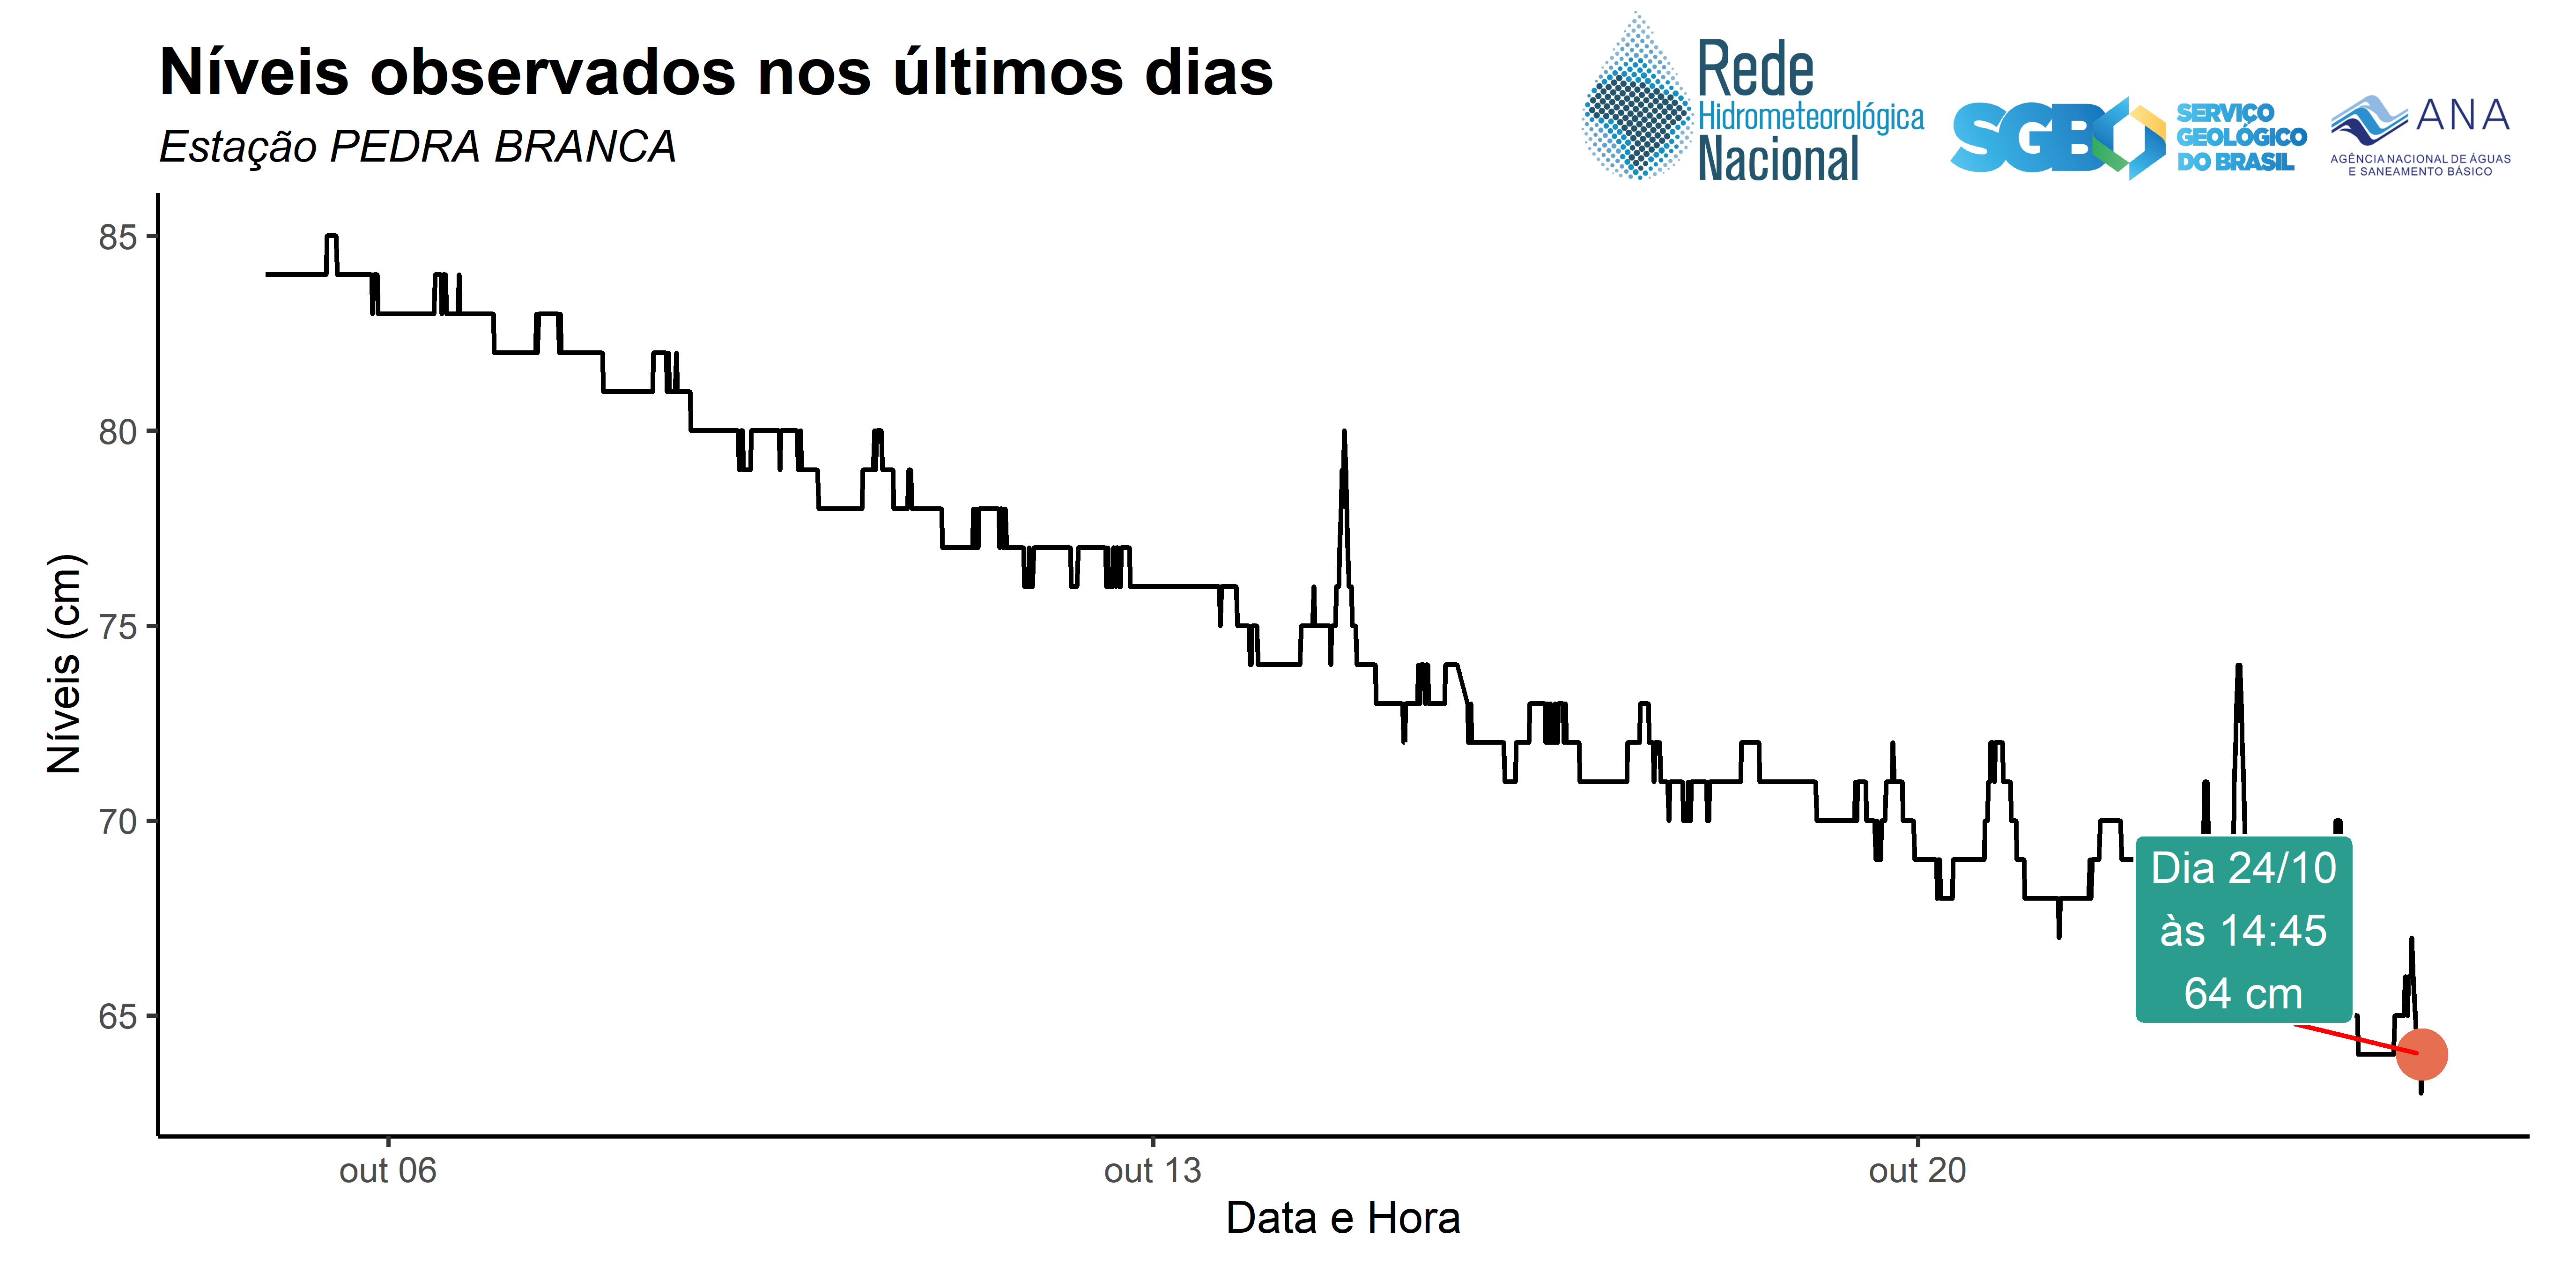 Níveis observados nos últimos dias
Estação PEDRA BRANCA
Rede
Hidrometeorológica
Nacional
SGB
SERVIÇO
GEOLÓGICO
DO BRASIL
ANA
AGÊNCIA NACIONAL DE ÁGUAS
E SANEAMENTO BÁSICO
Níveis (cm)
85
80
75
70
65
Dia 24/10
às 14:45
64 cm
out 06
out 13
out 20
Data e Hora